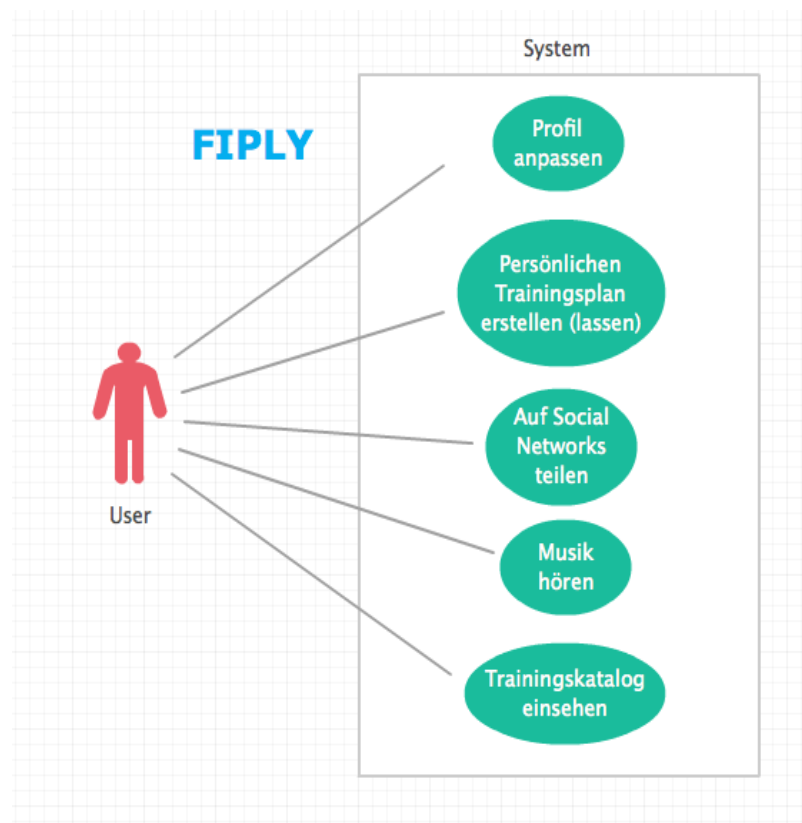 System
FIPLY
Profil
anpassen
Persönlichen
Trainingsplan
erstellen (lassen)
Auf Social
Networks
teilen
User
Musik
hören
Trainingskatalog
einsehen